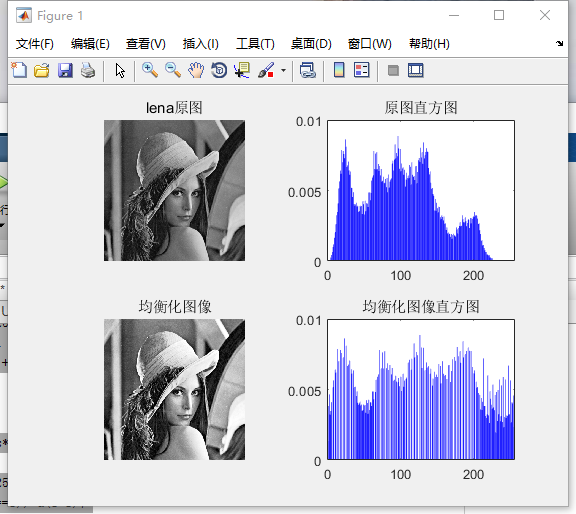 Figure 1
文件(F) 编辑(E) 查看(V) 插入(I) 工具(T) 桌面(D) 窗口(W) 帮助(H)
lena原图
原图直方图
0.01
0.005
0
0 100 200
均衡化图像
均衡化图像直方图
0.01
0.005
0
0 100 200